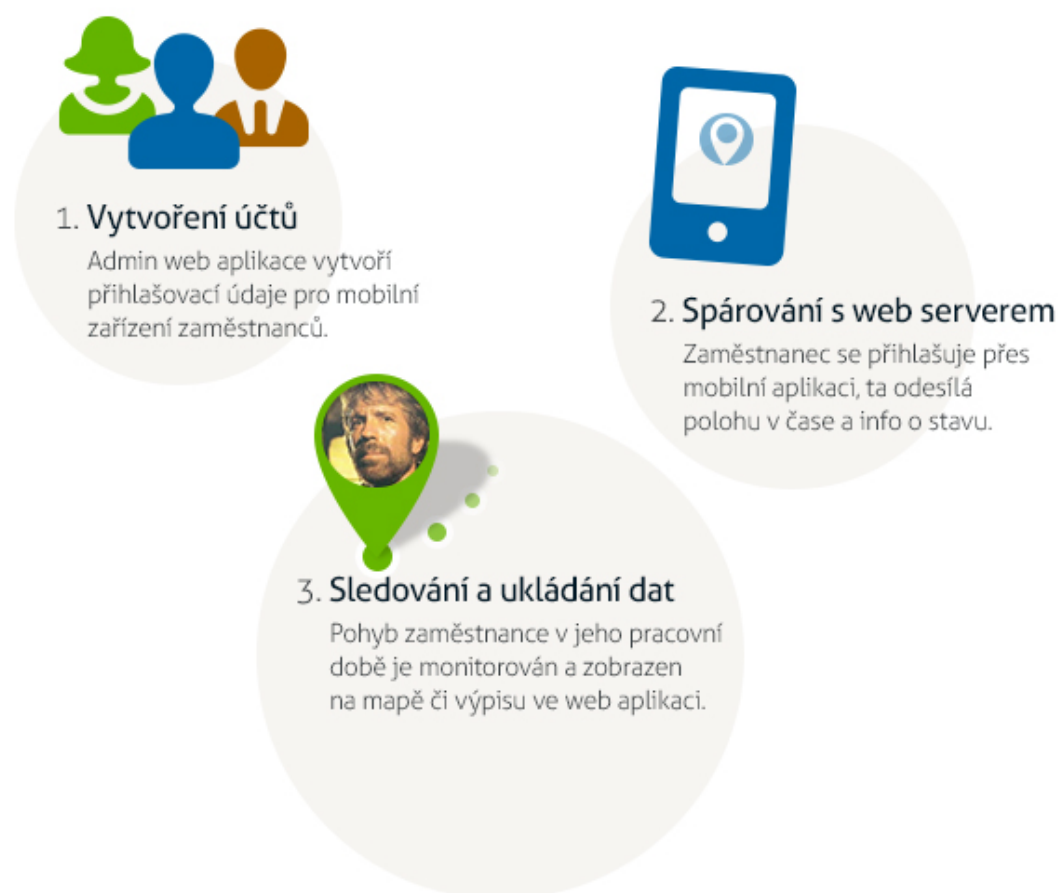 1. Vytvoření účtů
Admin web aplikace vytvoří
přihlašovací údaje pro mobilní
zařízení zaměstnanců.
2. Spárování s web serverem
Zaměstnanec se přihlašuje přes
mobilní aplikaci, ta odesílá
polohu v čase a info o stavu.
3. Sledování a ukládání dat
Pohyb zaměstnance v jeho pracovní
době je monitorován a zobrazen
na mapě či výpisu ve web aplikaci.